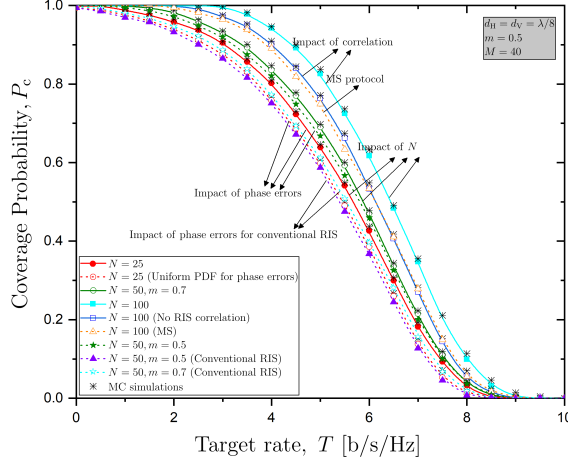 1.0
0.8
0.6
0.4
0.2
0.0
0
2
4
6
8
10
Coverage Probability, P_c
Target rate, T [b/s/Hz]
d_H = d_V = λ/8
m = 0.5
M = 40
Impact of correlation
MS protocol
Impact of N
Impact of phase errors
Impact of phase errors for conventional RIS
N = 25
N = 25 (Uniform PDF for phase errors)
N = 50, m = 0.7
N = 100
N = 100 (No RIS correlation)
N = 100 (MS)
N = 50, m = 0.5
N = 50, m = 0.5 (Conventional RIS)
N = 50, m = 0.7 (Conventional RIS)
MC simulations